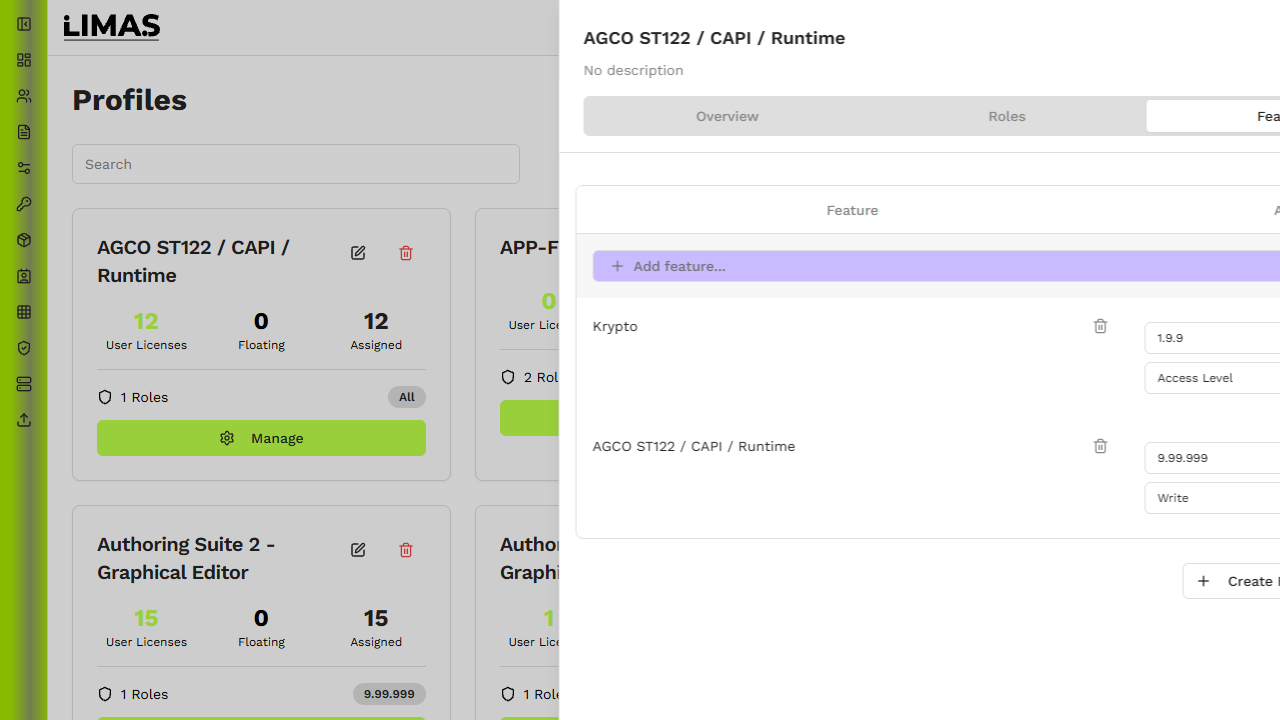 LIMAS
Profiles
Search
AGCO ST122 / CAPI /
Runtime
12
User Licenses
0
Floating
12
Assigned
1 Roles
All
Manage
APP-F
0
User Lice
2 Rol
Authoring Suite 2 -
Graphical Editor
15
User Licenses
0
Floating
15
Assigned
1 Roles
9.99.999
Autho
Graphi
1
User Lice
1 Role
AGCO ST122 / CAPI / Runtime
No description
Overview
Roles
Fea
Feature
A
Add feature...
Krypto
1.9.9
Access Level
AGCO ST122 / CAPI / Runtime
9.99.999
Write
Create